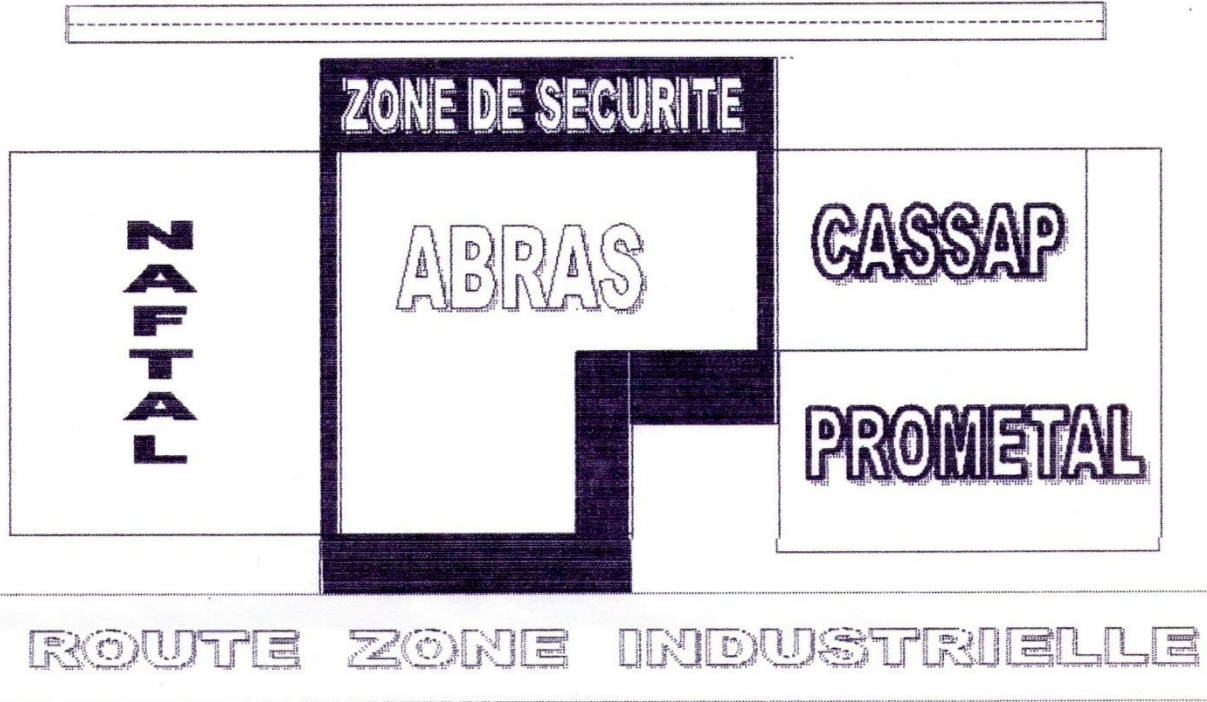 ZONE DE SECURITE
NAFTAL
ABRAS
CASSAP
PROMETAL
ROUTE ZONE INDUSTRIELLE